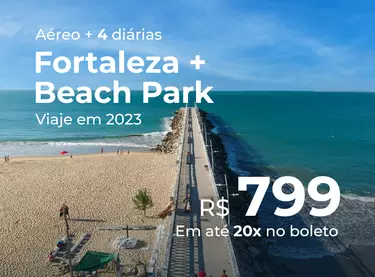 Aéreo + 4 diárias
Fortaleza +
Beach Park
Viaje em 2023
R$ 799
Em até 20x no boleto